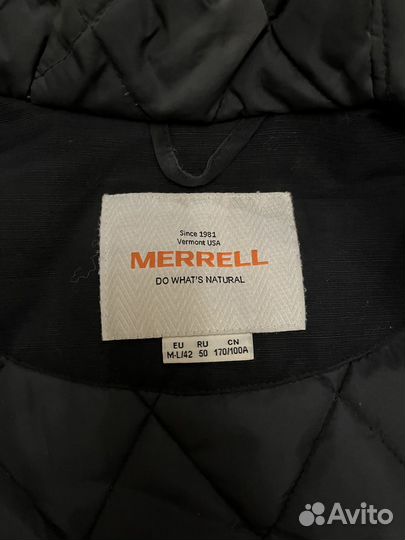 Since 1981
Vermont USA
MERRELL
DO WHAT'S NATURAL
EU RU CN
M-L/42 50 170/100A
Avito